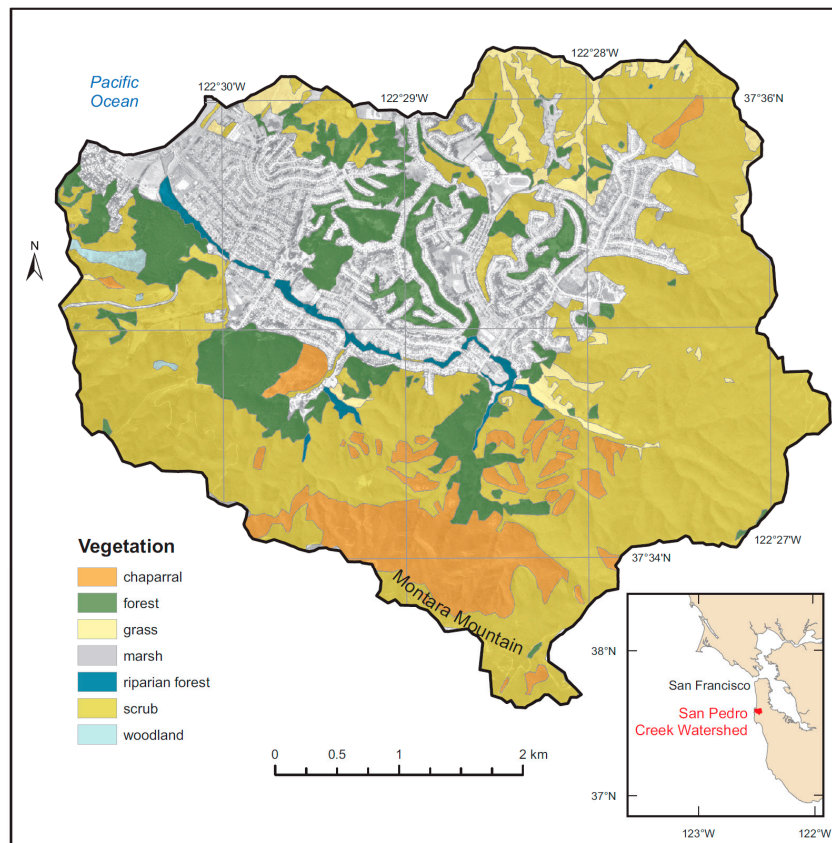 Pacific
Ocean
122°30'W
122°29'W
122°28'W
37°36'N
N
122°27'W
37°34'N
Montara Mountain
Vegetation
chaparral
forest
grass
marsh
riparian forest
scrub
woodland
0 0.5 1 2 km
38°N
San Francisco
San Pedro
Creek Watershed
37°N
123°W 122°W